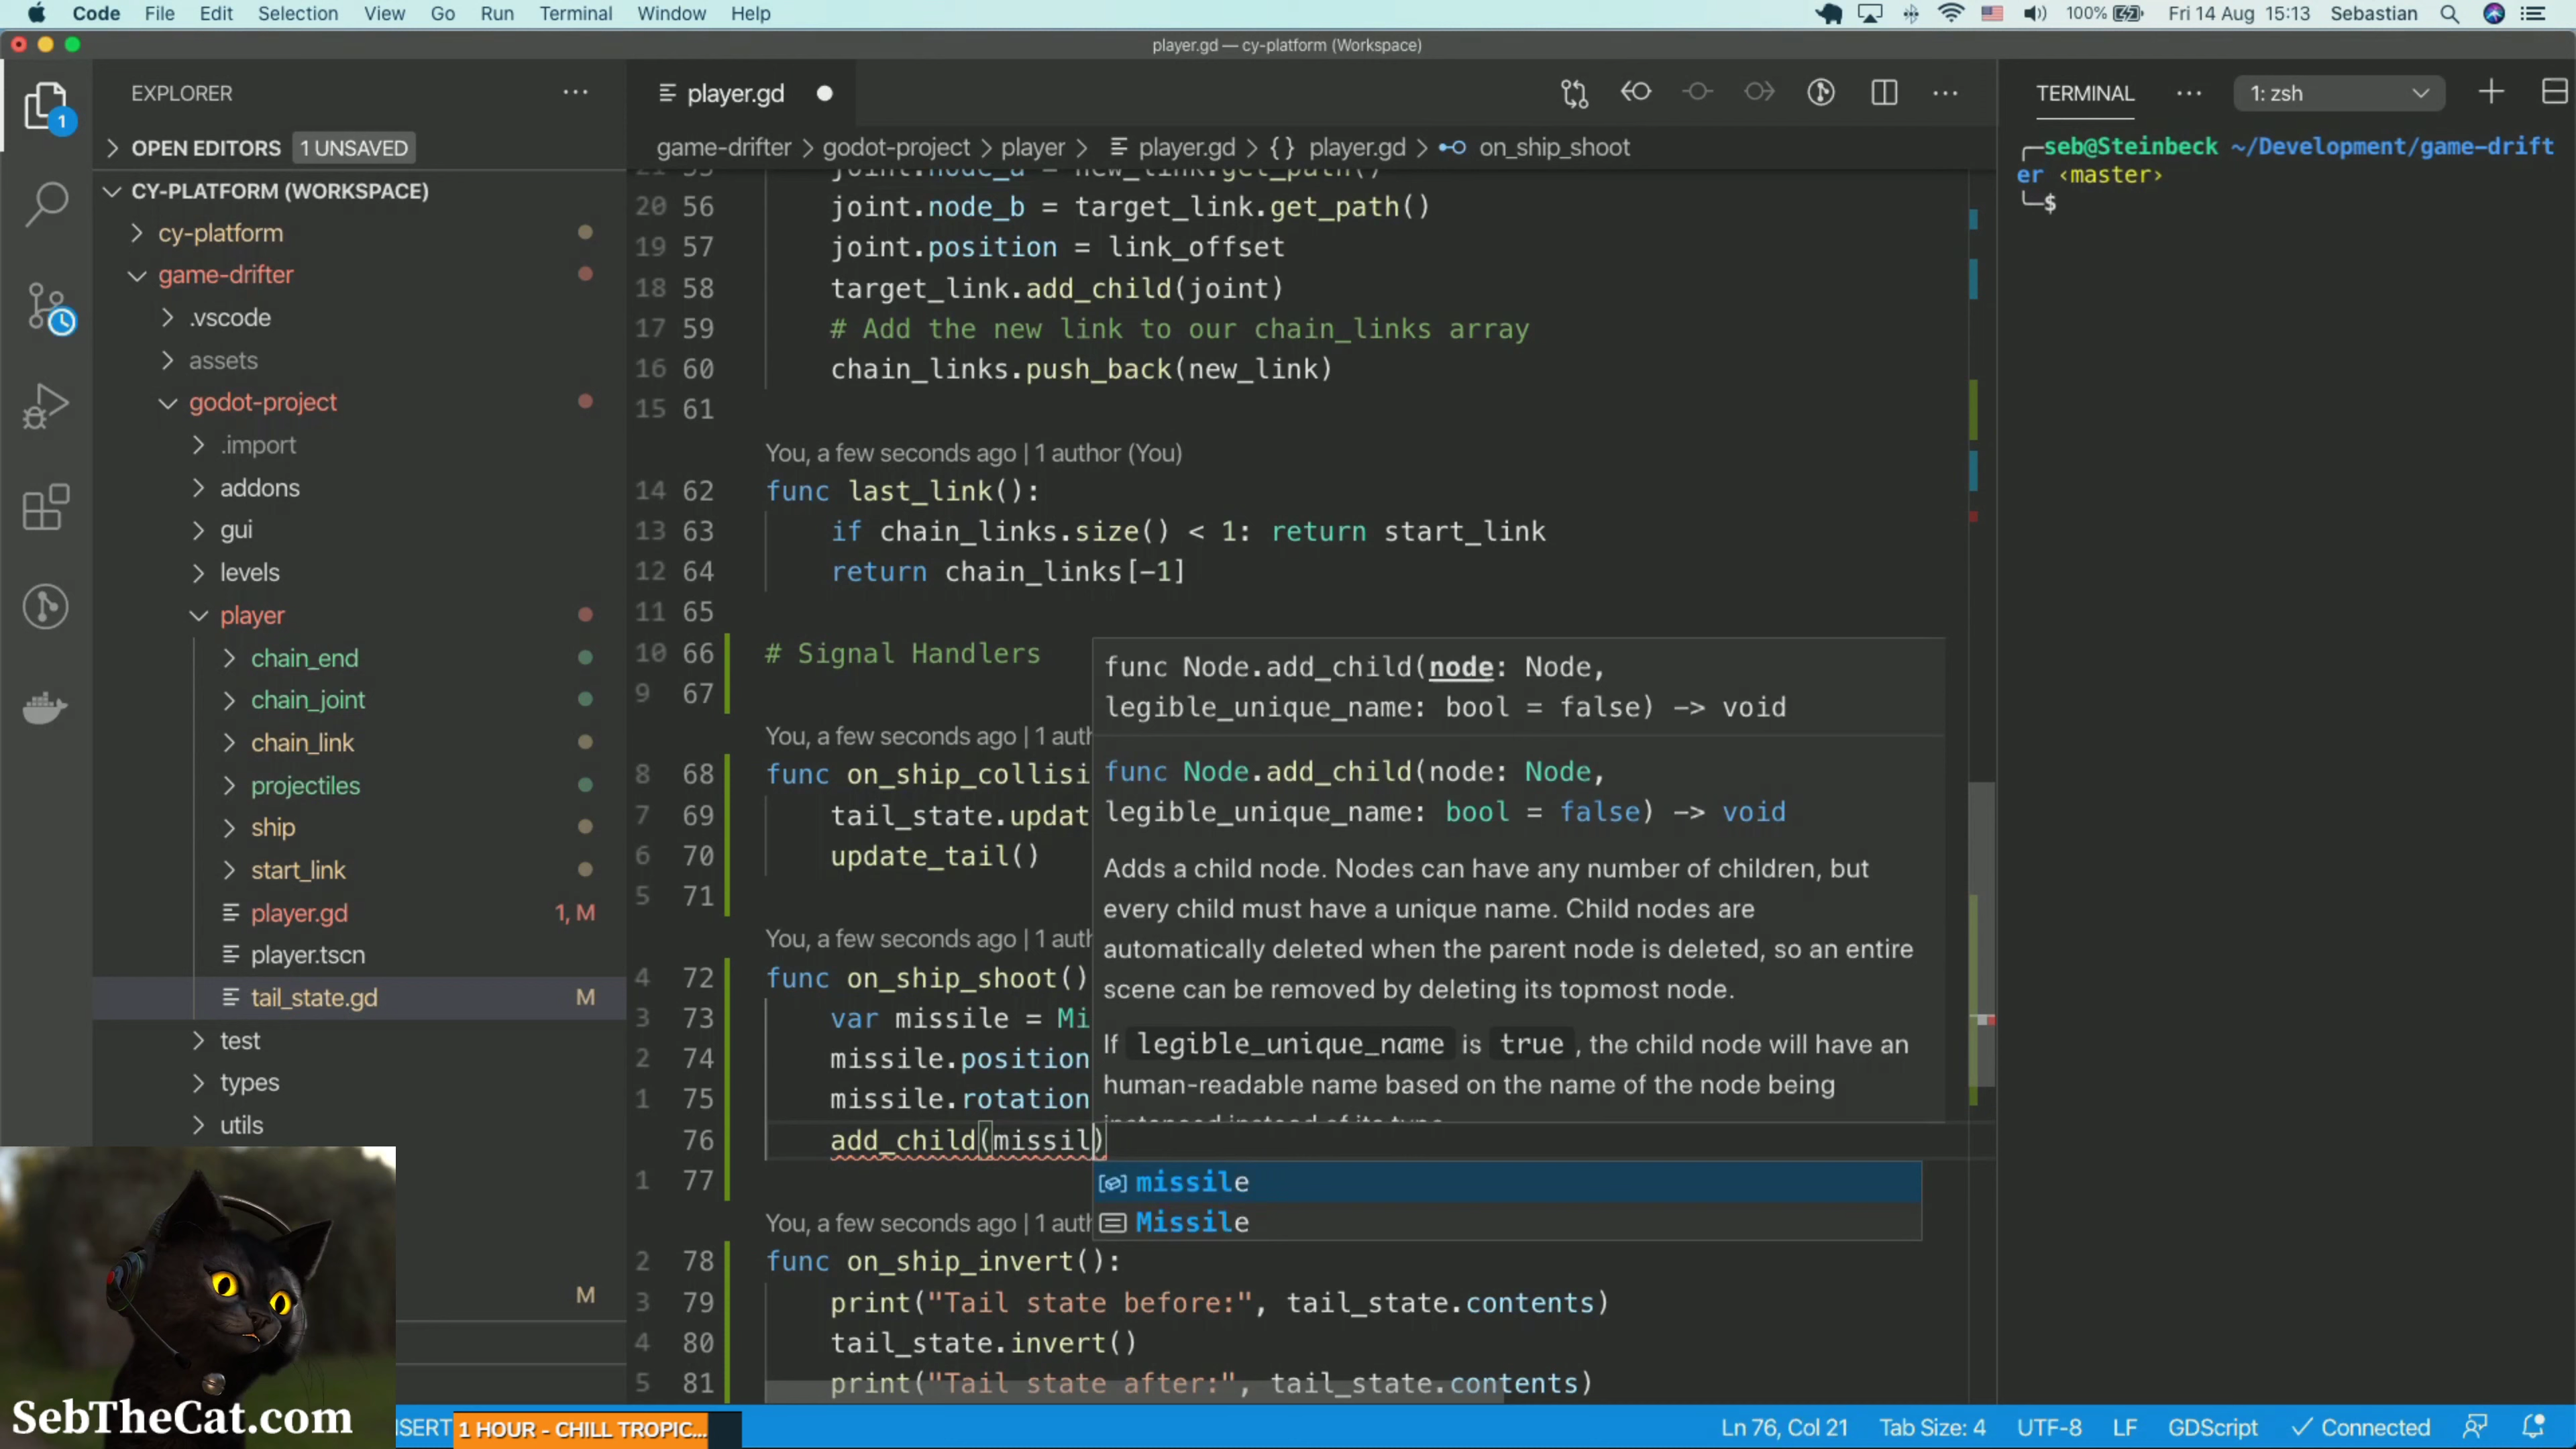 Code File Edit Selection View Go Run Terminal Window Help 100% Fri 14 Aug 15:13 Sebastian
player.gd — cy-platform (Workspace)
EXPLORER
OPEN EDITORS 1 UNSAVED
CY-PLATFORM (WORKSPACE)
cy-platform
game-drifter
.vscode
assets
godot-project
.import
addons
gui
levels
player
chain_end
chain_joint
chain_link
projectiles
ship
start_link
player.gd 1, M
player.tscn
tail_state.gd M
test
types
utils
M
1
player.gd
game-drifter > godot-project > player > player.gd > {} player.gd > on_ship_shoot
21 55 joint.node_a = new_link.get_path()
20 56 joint.node_b = target_link.get_path()
19 57 joint.position = link_offset
18 58 target_link.add_child(joint)
17 59 # Add the new link to our chain_links array
16 60 chain_links.push_back(new_link)
15 61
You, a few seconds ago | 1 author (You)
14 62 func last_link():
13 63 if chain_links.size() < 1: return start_link
12 64 return chain_links[-1]
11 65
10 66 # Signal Handlers
9 67
You, a few seconds ago | 1 auth
8 68 func on_ship_collisi
7 69 tail_state.updat
6 70 update_tail()
5 71
You, a few seconds ago | 1 auth
4 72 func on_ship_shoot()
3 73 var missile = Mi
2 74 missile.position
1 75 missile.rotation
76 add_child(missil)
1 77
You, a few seconds ago | 1 auth
2 78 func on_ship_invert():
3 79 print("Tail state before:", tail_state.contents)
4 80 tail_state.invert()
5 81 print("Tail state after:", tail_state.contents)
func Node.add_child(node: Node,
legible_unique_name: bool = false) -> void
func Node.add_child(node: Node,
legible_unique_name: bool = false) -> void
Adds a child node. Nodes can have any number of children, but
every child must have a unique name. Child nodes are
automatically deleted when the parent node is deleted, so an entire
scene can be removed by deleting its topmost node.
If legible_unique_name is true, the child node will have an
human-readable name based on the name of the node being
instanced instead of its type
missile
Missile
TERMINAL 1: zsh
seb@Steinbeck ~/Development/game-drift
er ‹master›
$
SebTheCat.com
NSERT 1 HOUR - CHILL TROPIC...
Ln 76, Col 21 Tab Size: 4 UTF-8 LF GDScript Connected